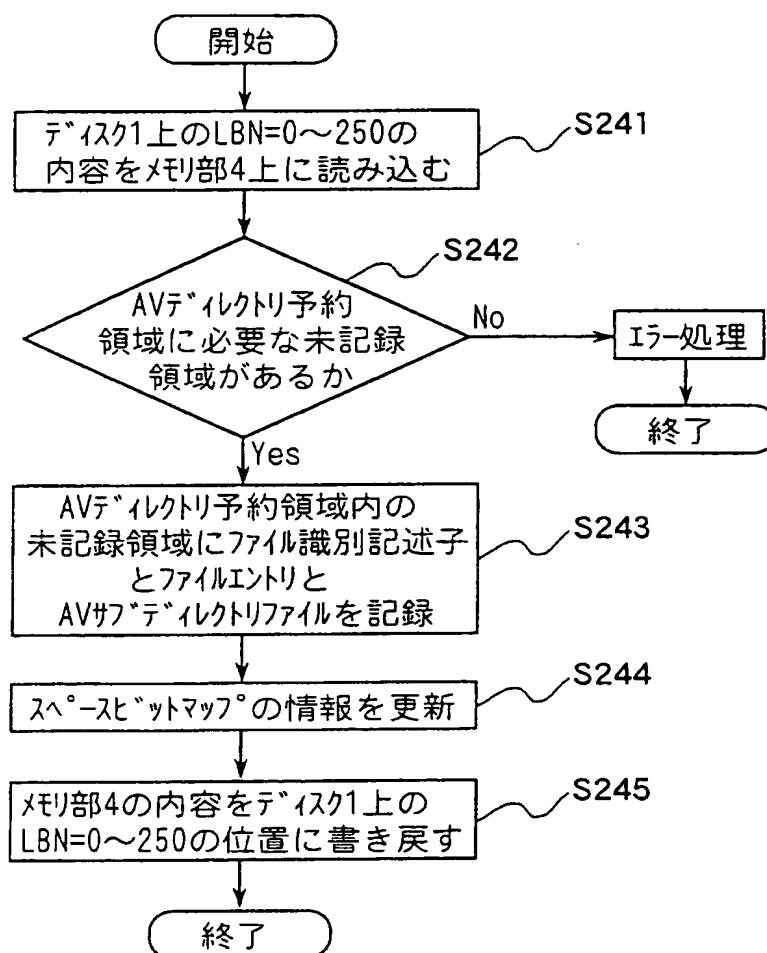 開始
ﾃﾞｨｽｸ1上のLBN=0～250の
内容をﾒﾓﾘ部4上に読み込む
S241
S242
AVﾃﾞｨﾚｸﾄﾘ予約
領域に必要な未記録
領域があるか
No
ｴﾗｰ処理
終了
Yes
AVﾃﾞｨﾚｸﾄﾘ予約領域内の
未記録領域にﾌｧｲﾙ識別記述子
とﾌｧｲﾙｴﾝﾄﾘと
AVｻﾌﾞﾃﾞｨﾚｸﾄﾘﾌｧｲﾙを記録
S243
ｽﾍﾟｰｽﾋﾞｯﾄﾏｯﾌﾟの情報を更新
S244
ﾒﾓﾘ部4の内容をﾃﾞｨｽｸ1上の
LBN=0～250の位置に書き戻す
S245
終了